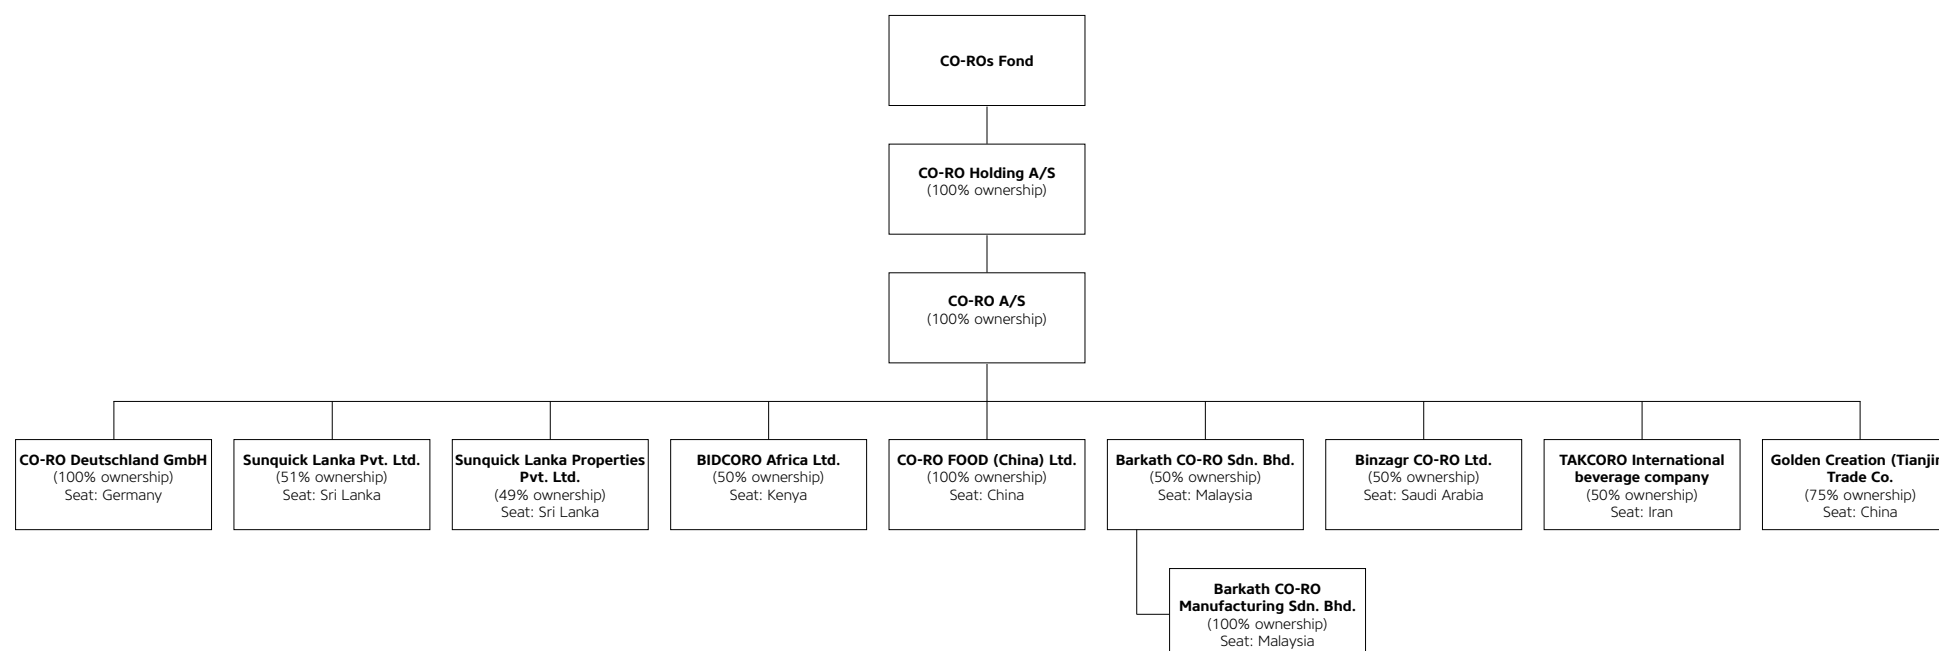 CO-ROs Fond
CO-RO Holding A/S
(100% ownership)
CO-RO A/S
(100% ownership)
CO-RO Deutschland GmbH
(100% ownership)
Seat: Germany
Sunquick Lanka Pvt. Ltd.
(51% ownership)
Seat: Sri Lanka
Sunquick Lanka Properties
Pvt. Ltd.
(49% ownership)
Seat: Sri Lanka
BIDCORO Africa Ltd.
(50% ownership)
Seat: Kenya
CO-RO FOOD (China) Ltd.
(100% ownership)
Seat: China
Barkath CO-RO Sdn. Bhd.
(50% ownership)
Seat: Malaysia
Binzagr CO-RO Ltd.
(50% ownership)
Seat: Saudi Arabia
TAKCORO International
beverage company
(50% ownership)
Seat: Iran
Golden Creation (Tianjin
Trade Co.
(75% ownership)
Seat: China
Barkath CO-RO
Manufacturing Sdn. Bhd.
(100% ownership)
Seat: Malaysia